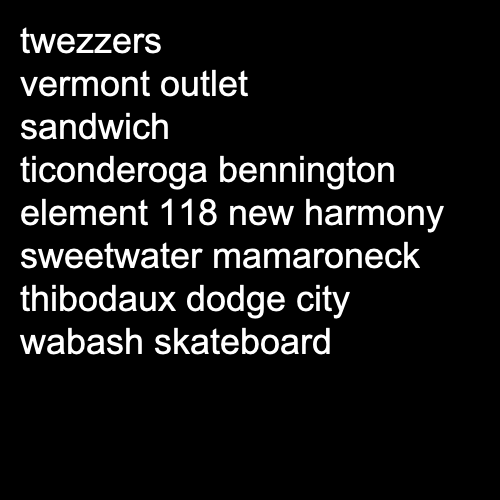 twezzers
vermont outlet
sandwich
ticonderoga bennington
element 118 new harmony
sweetwater mamaroneck
thibodaux dodge city
wabash skateboard